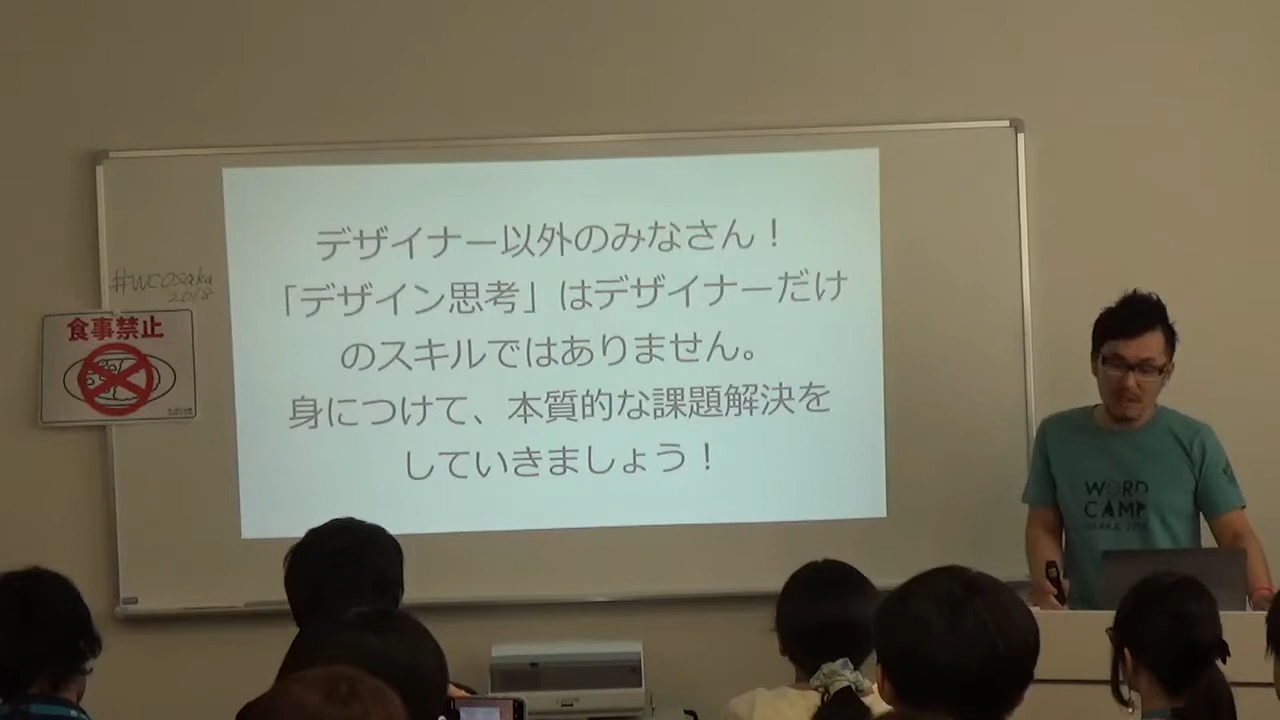 デザイナー以外のみなさん！
「デザイン思考」はデザイナーだけ
のスキルではありません。
身につけて、本質的な課題解決を
していきましょう！
#WCOsaka
2018
食事禁止
WORD
CAMP